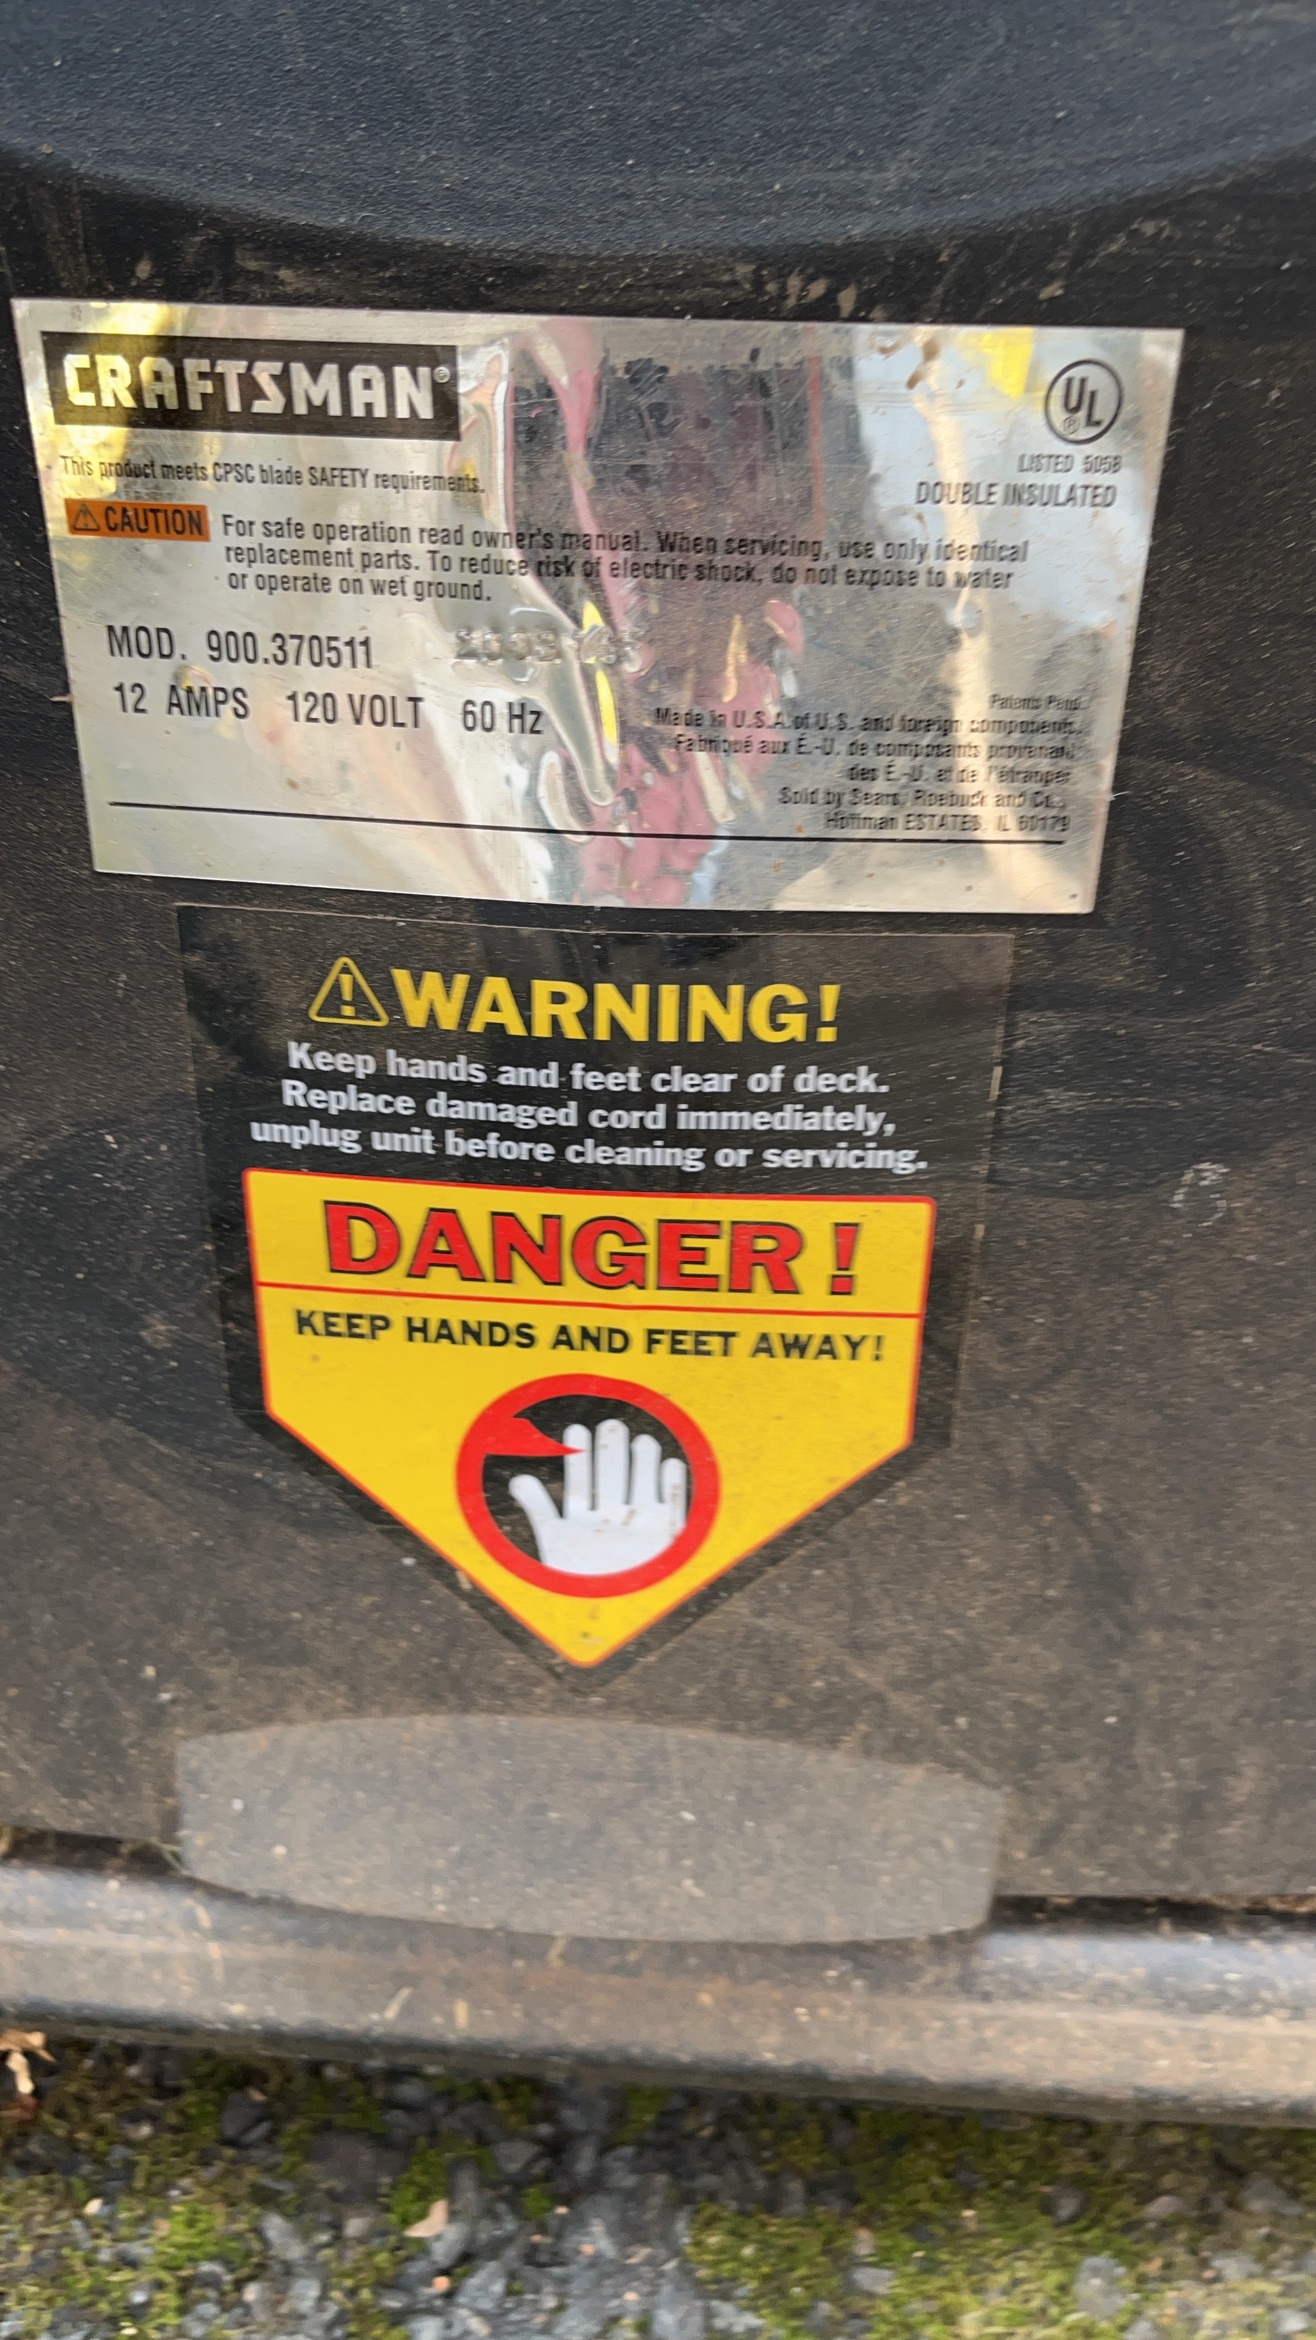 CRAFTSMAN®
This product meets CPSC blade SAFETY requirements.
⚠ CAUTION For safe operation read owner's manual. When servicing, use only identical
replacement parts. To reduce risk of electric shock, do not expose to water
or operate on wet ground.
UL®
LISTED 505B
DOUBLE INSULATED
MOD. 900.370511
12 AMPS 120 VOLT 60 Hz
Patents Pend.
Made in U.S.A. of U.S. and foreign components.
Fabriqué aux É.-U. de composants provenant
des É.-U. et de l'étranger
Sold by Sears, Roebuck and Co.,
Hoffman ESTATES, IL 60179
⚠ WARNING!
Keep hands and feet clear of deck.
Replace damaged cord immediately,
unplug unit before cleaning or servicing.
DANGER!
KEEP HANDS AND FEET AWAY!